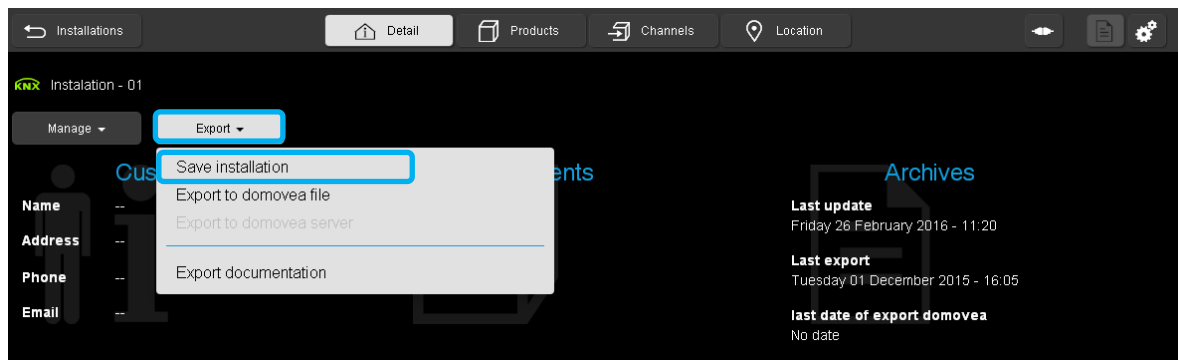 Installations
Detail
Products
Channels
Location
KNX Instalation - 01
Manage
Export
Save installation
Export to domovea file
Export to domovea server
Export documentation
Cus
ents
Archives
Name --
Address --
Phone --
Email --
Last update
Friday 26 February 2016 - 11:20
Last export
Tuesday 01 December 2015 - 16:05
last date of export domovea
No date